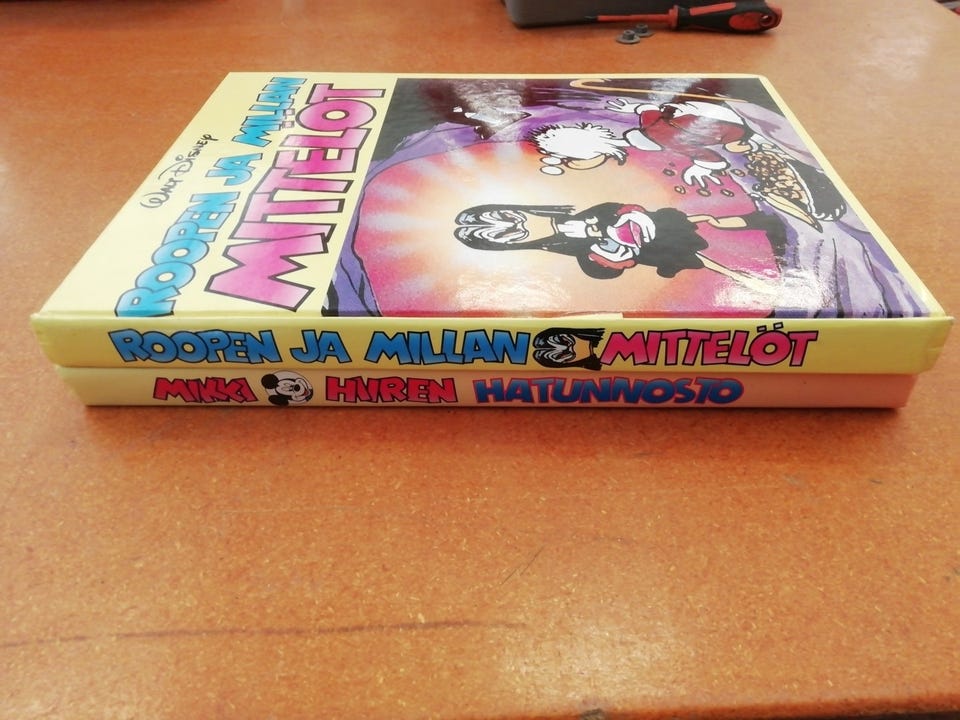 Walt Disney
ROOPEN JA MILLAN
MITTELÖT
ROOPEN JA MILLAN MITTELÖT
MIKKI HIIREN HATUNNOSTO